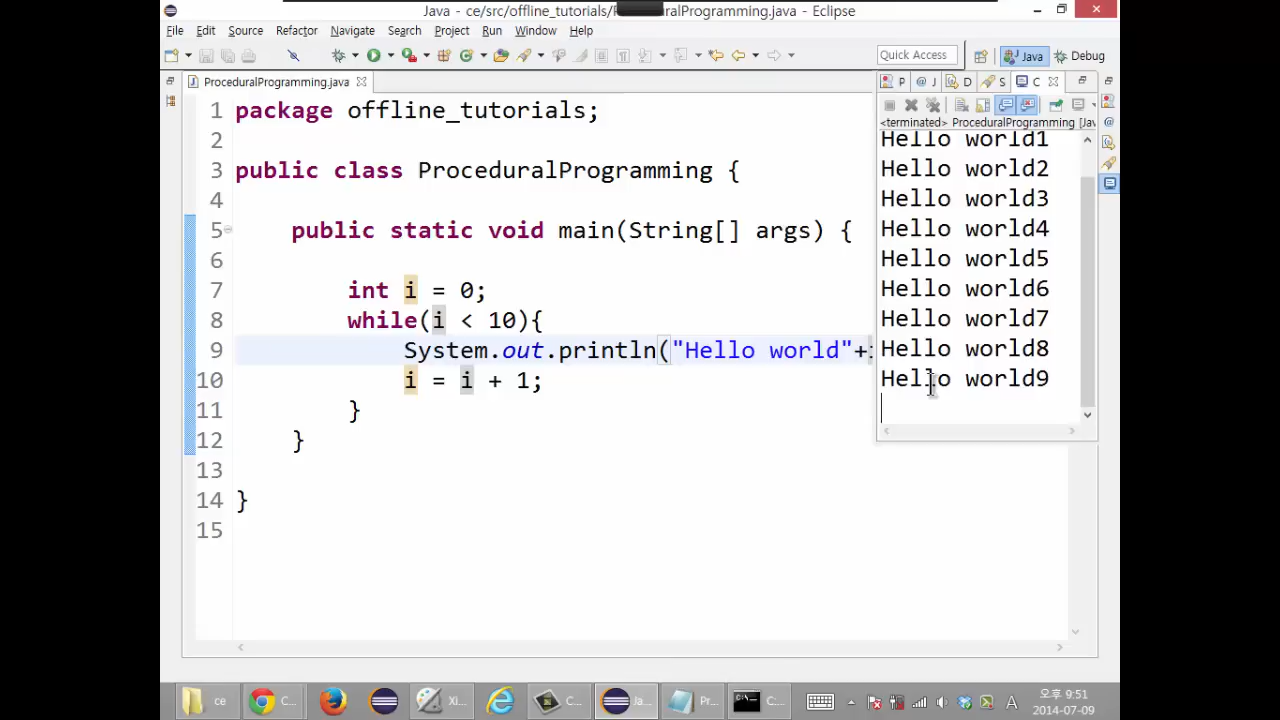 Java - ce/src/offline_tutorials/ ralProgramming.java - Eclipse
File Edit Source Refactor Navigate Search Project Run Window Help
Quick Access Java Debug
ProceduralProgramming.java P J D S C
<terminated> ProceduralProgramming [Jav
1 package offline_tutorials;
2
3 public class ProceduralProgramming {
4
5 public static void main(String[] args) {
6
7 int i = 0;
8 while(i < 10){
9 System.out.println("Hello world"+i
10 i = i + 1;
11 }
12 }
13
14 }
15
Hello world1
Hello world2
Hello world3
Hello world4
Hello world5
Hello world6
Hello world7
Hello world8
Hello world9
ce C... Xi... C... Ja... Pr... C... A 오후 9:51
2014-07-09